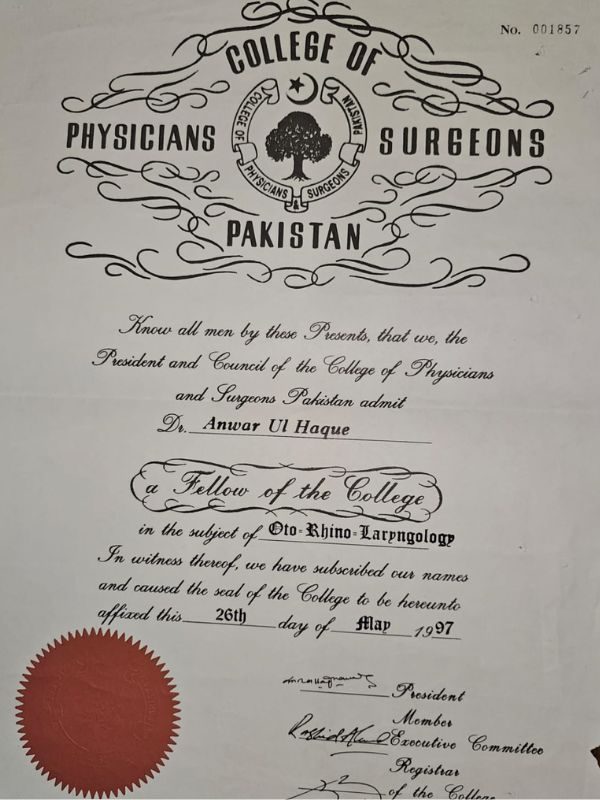 No. 001857
COLLEGE OF
PHYSICIANS SURGEONS
COLLEGE OF PHYSICIANS SURGEONS PAKISTAN
PAKISTAN
Know all men by these Presents, that we, the
President and Council of the College of Physicians
and Surgeons Pakistan admit
Dr. Anwar Ul Haque
a Fellow of the College
in the subject of Oto-Rhino-Laryngology
In witness thereof, we have subscribed our names
and caused the seal of the College to be hereunto
affixed this 26th day of May 1997
President
Member
Executive Committee
Registrar
of the College